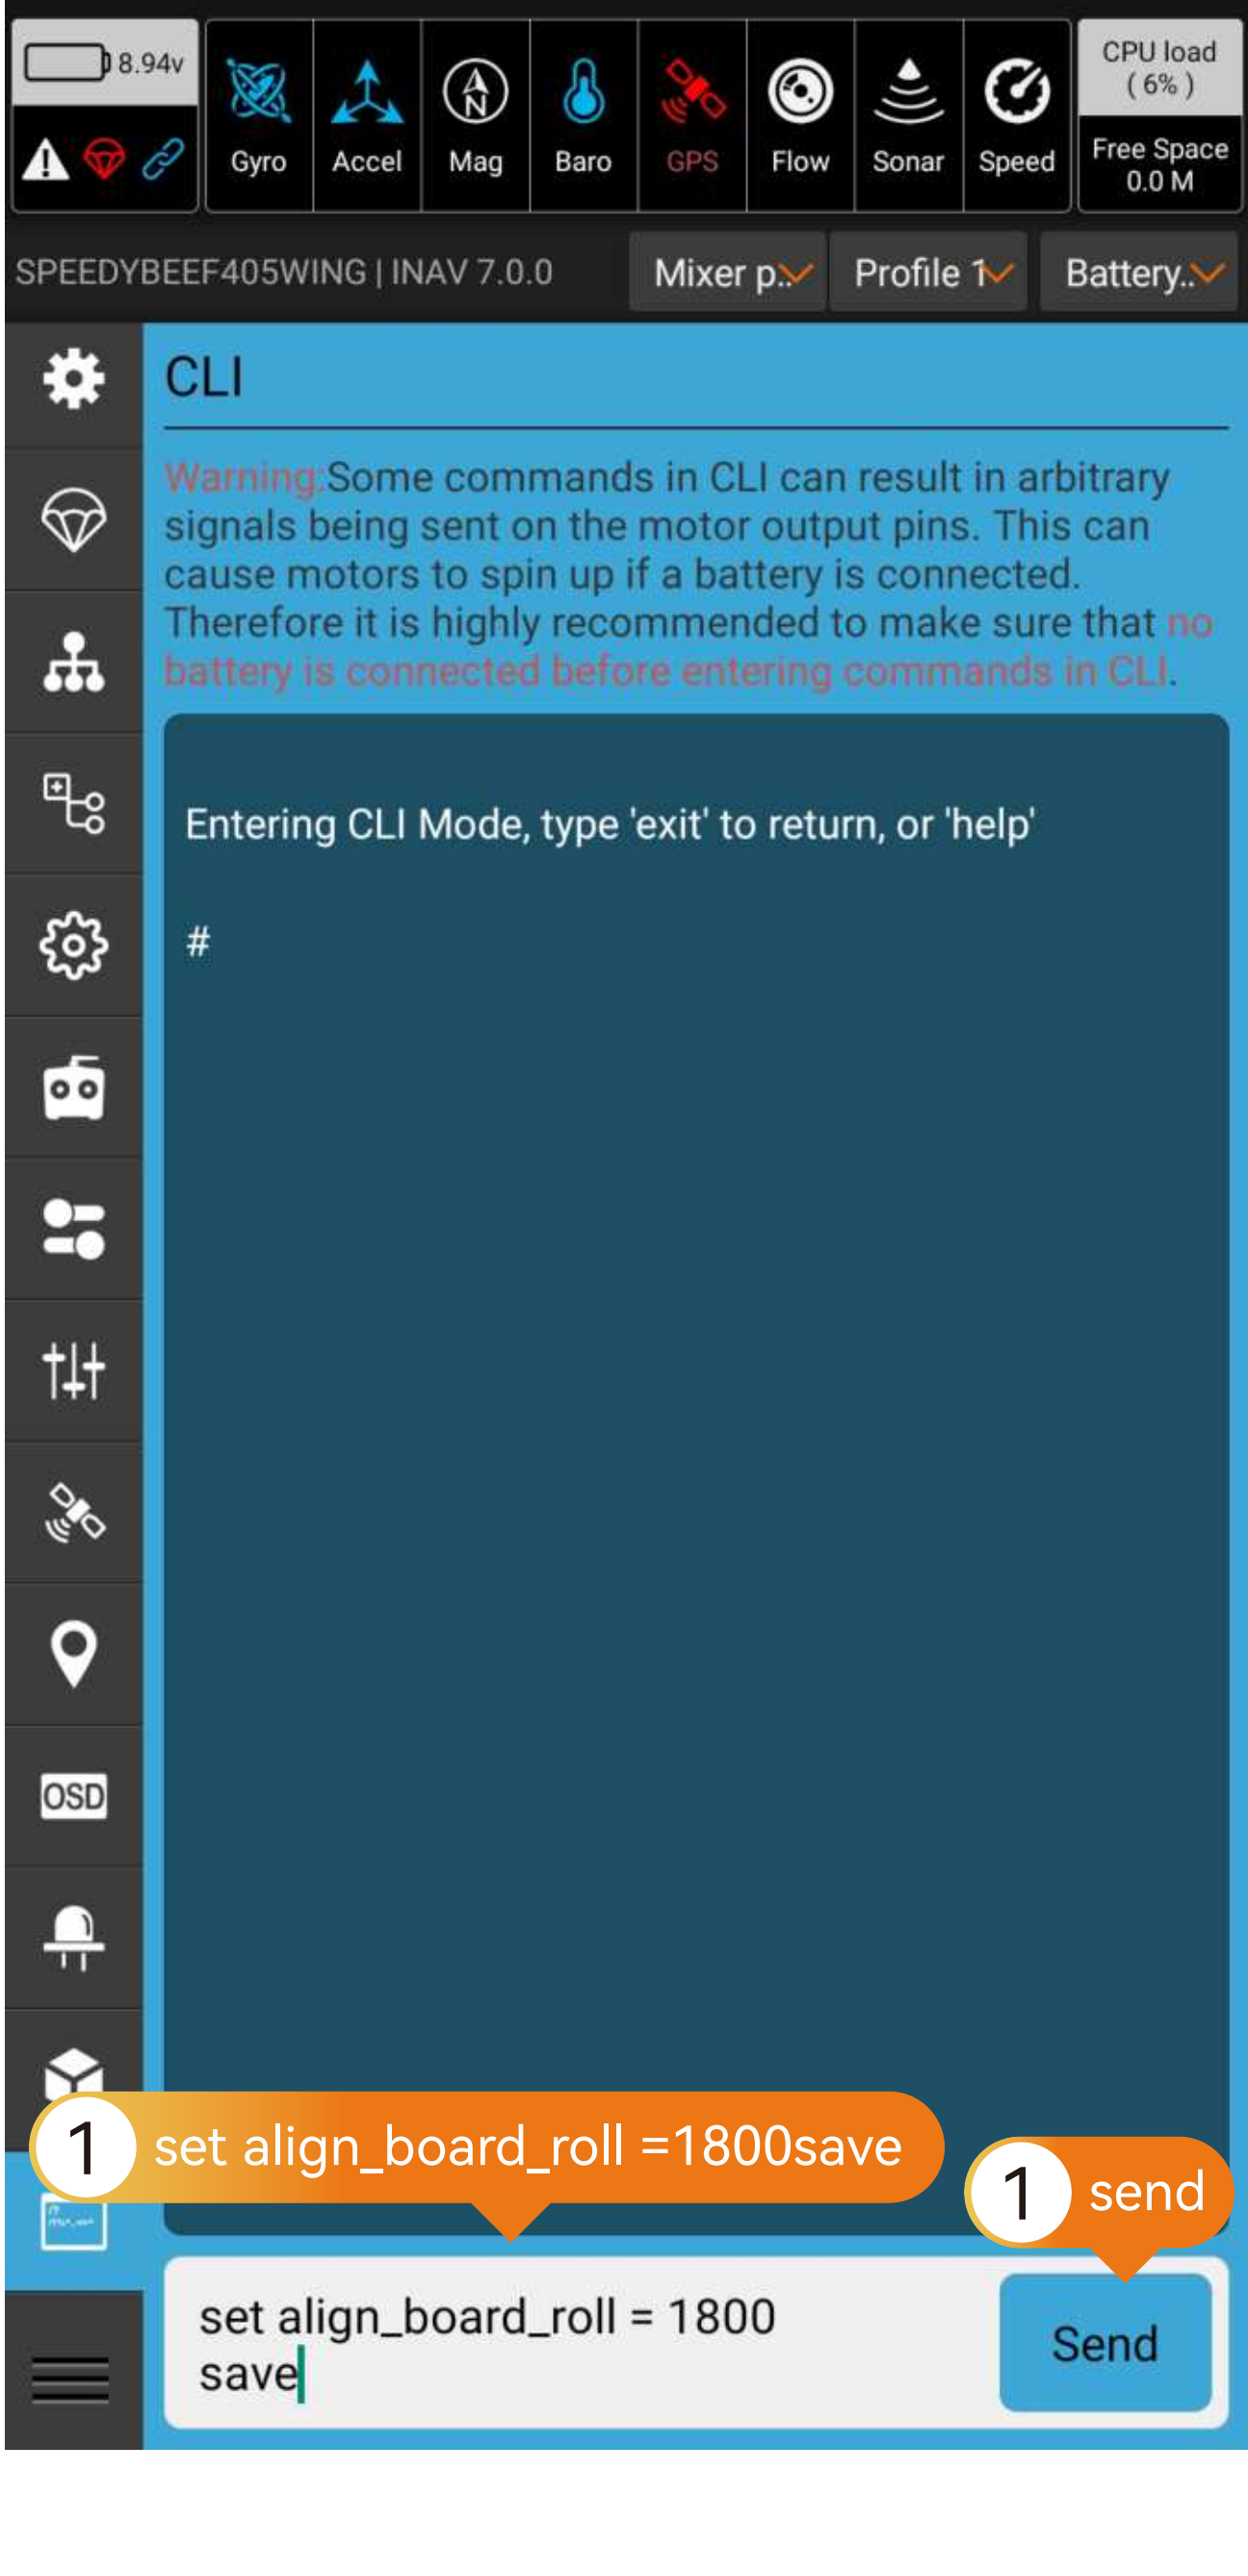 8.94v
CPU load
( 6% )
Gyro
Accel
N
Mag
Baro
GPS
Flow
Sonar
Speed
Free Space
0.0 M
SPEEDYBEEF405WING | INAV 7.0.0
Mixer p..
Profile 1
Battery..
CLI
Warning:Some commands in CLI can result in arbitrary
signals being sent on the motor output pins. This can
cause motors to spin up if a battery is connected.
Therefore it is highly recommended to make sure that no
battery is connected before entering commands in CLI.
Entering CLI Mode, type 'exit' to return, or 'help'
#
OSD
1 set align_board_roll =1800save
1 send
set align_board_roll = 1800
save
Send